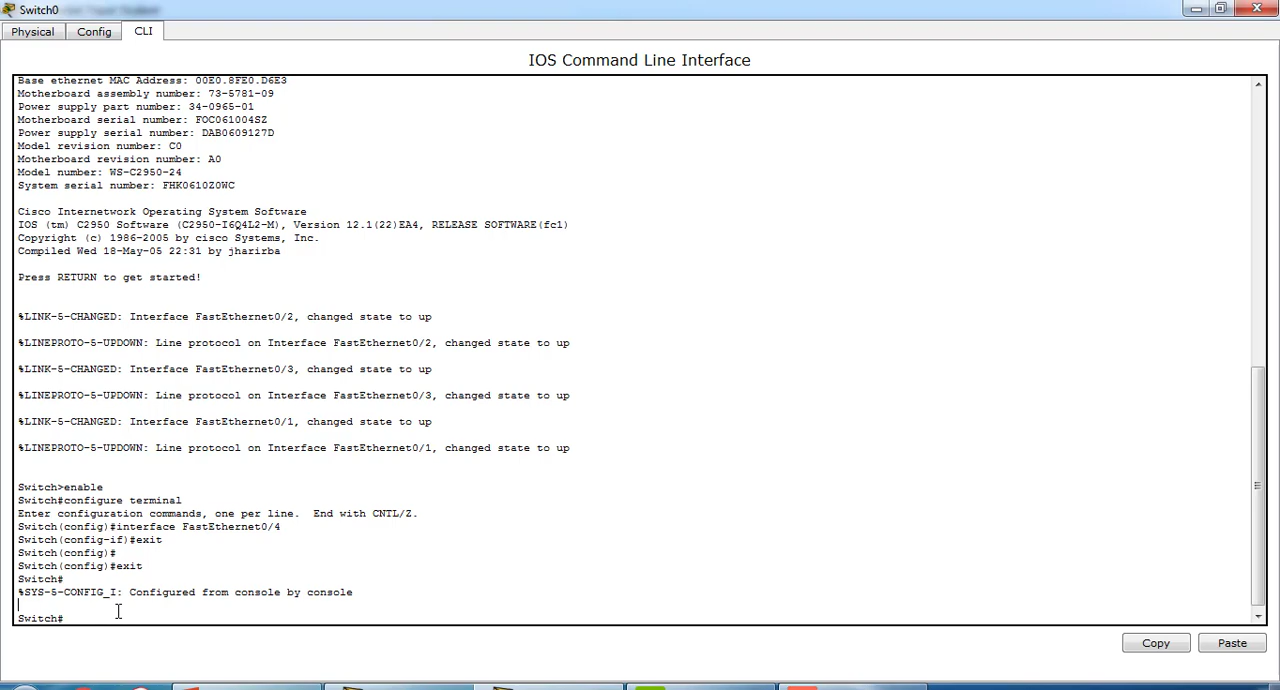 Switch0
Physical
Config
CLI
IOS Command Line Interface
Base ethernet MAC Address: 00E0.8FE0.D6E3
Motherboard assembly number: 73-5781-09
Power supply part number: 34-0965-01
Motherboard serial number: FOC061004SZ
Power supply serial number: DAB0609127D
Model revision number: C0
Motherboard revision number: A0
Model number: WS-C2950-24
System serial number: FHK0610Z0WC
Cisco Internetwork Operating System Software
IOS (tm) C2950 Software (C2950-I6Q4L2-M), Version 12.1(22)EA4, RELEASE SOFTWARE(fc1)
Copyright (c) 1986-2005 by cisco Systems, Inc.
Compiled Wed 18-May-05 22:31 by jharirba
Press RETURN to get started!
%LINK-5-CHANGED: Interface FastEthernet0/2, changed state to up
%LINEPROTO-5-UPDOWN: Line protocol on Interface FastEthernet0/2, changed state to up
%LINK-5-CHANGED: Interface FastEthernet0/3, changed state to up
%LINEPROTO-5-UPDOWN: Line protocol on Interface FastEthernet0/3, changed state to up
%LINK-5-CHANGED: Interface FastEthernet0/1, changed state to up
%LINEPROTO-5-UPDOWN: Line protocol on Interface FastEthernet0/1, changed state to up
Switch>enable
Switch#configure terminal
Enter configuration commands, one per line.  End with CNTL/Z.
Switch(config)#interface FastEthernet0/4
Switch(config-if)#exit
Switch(config)#
Switch(config)#exit
Switch#
%SYS-5-CONFIG_I: Configured from console by console
Switch#
Copy
Paste